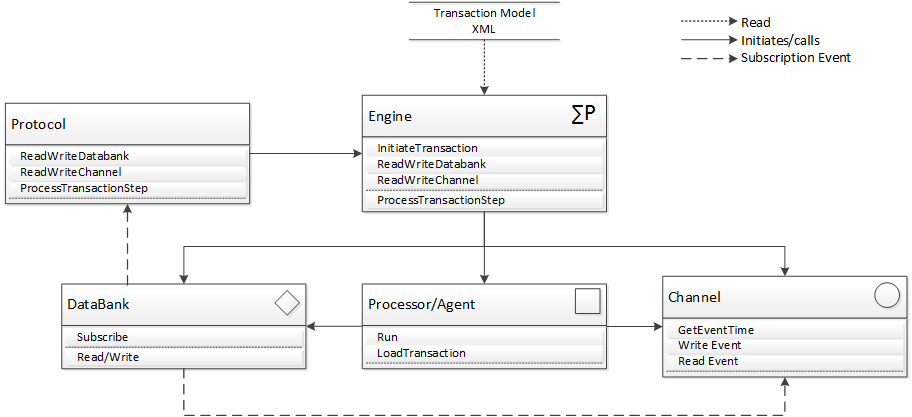 Transaction Model
XML
Read
Initiates/calls
Subscription Event
Protocol
ReadWriteDatabank
ReadWriteChannel
ProcessTransactionStep
Engine
∑P
InitiateTransaction
ReadWriteDatabank
ReadWriteChannel
ProcessTransactionStep
DataBank
Subscribe
Read/Write
Processor/Agent
Run
LoadTransaction
Channel
GetEventTime
Write Event
Read Event